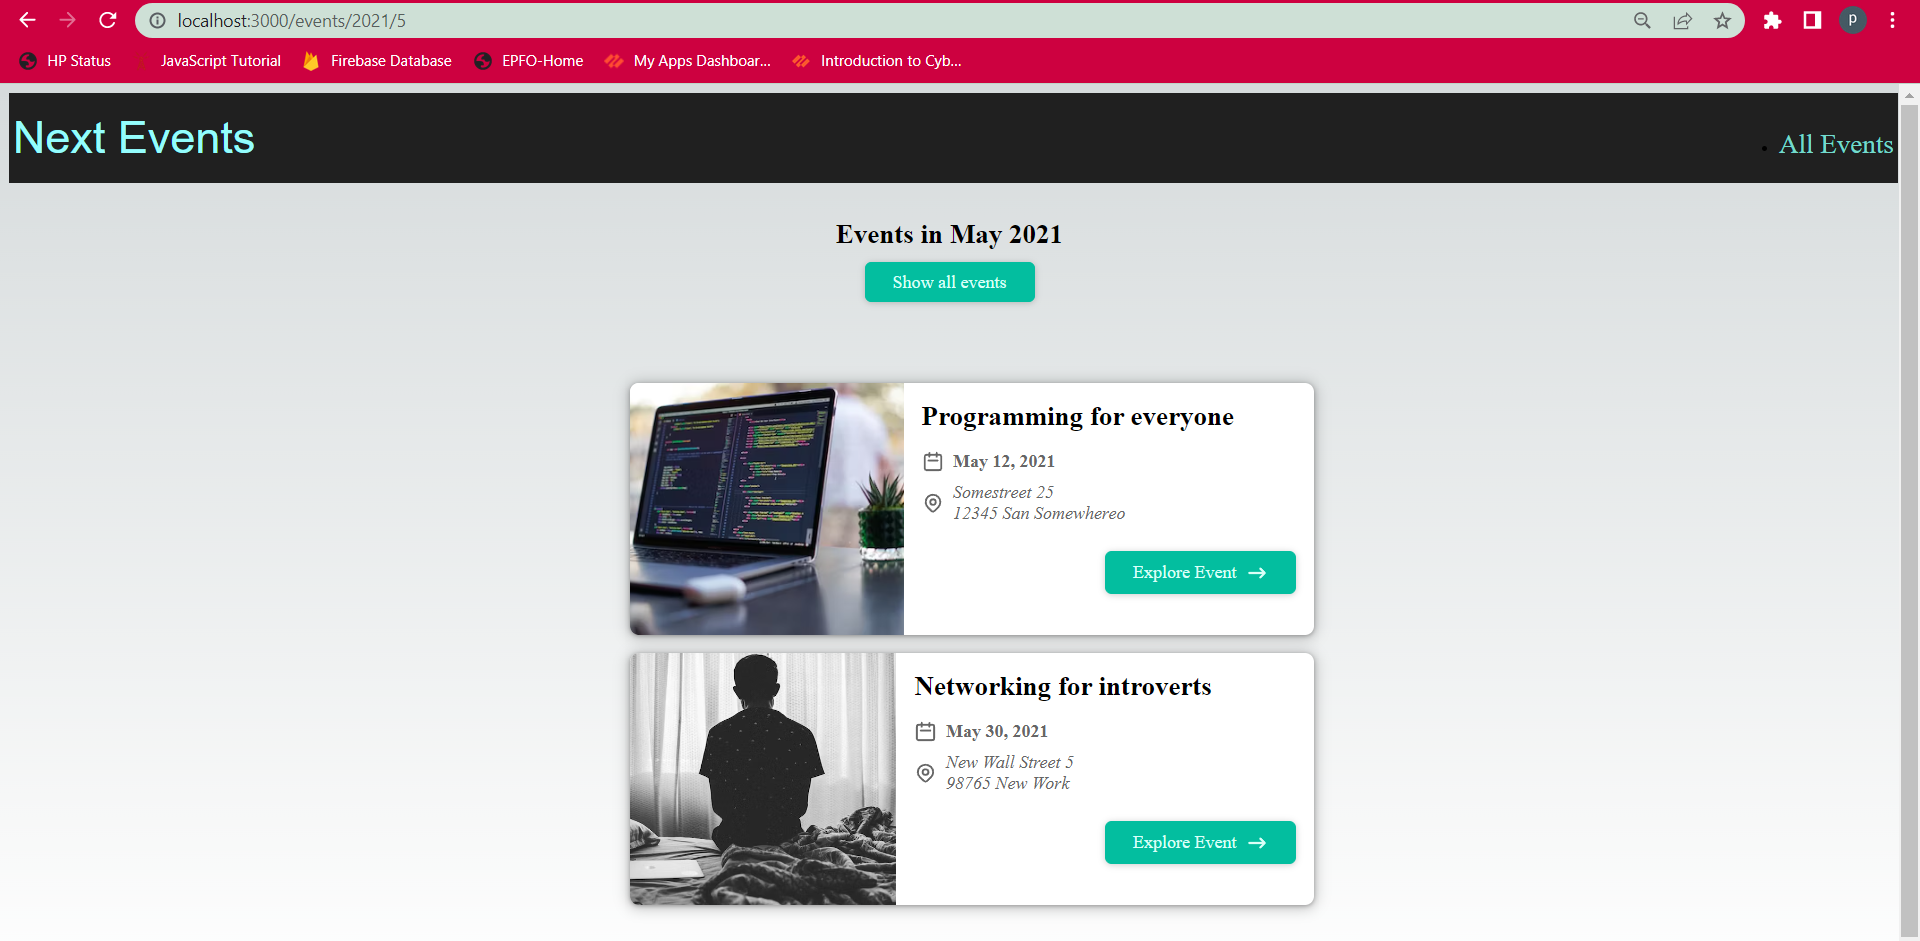 localhost:3000/events/2021/5
p
HP Status
JavaScript Tutorial
Firebase Database
EPFO-Home
My Apps Dashboar...
Introduction to Cyb...
Next Events
All Events
Events in May 2021
Show all events
Programming for everyone
May 12, 2021
Somestreet 25
12345 San Somewhereo
Explore Event
Networking for introverts
May 30, 2021
New Wall Street 5
98765 New Work
Explore Event